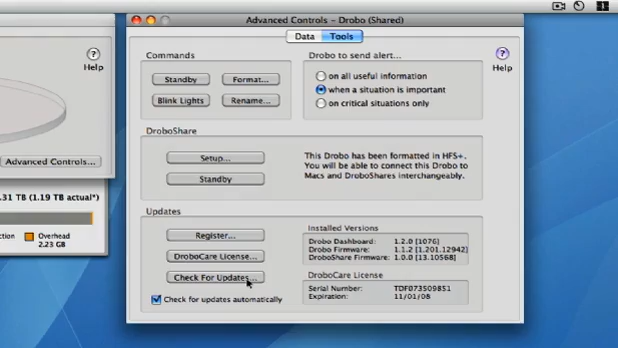 Advanced Controls – Drobo (Shared)
Data
Tools
Help
Advanced Controls...
.31 TB (1.19 TB actual*)
ction
Overhead
2.23 GB
Commands
Standby
Format...
Blink Lights
Rename...
Drobo to send alert...
on all useful information
when a situation is important
on critical situations only
Help
DroboShare
Setup...
Standby
This Drobo has been formatted in HFS+.
You will be able to connect this Drobo to
Macs and DroboShares interchangeably.
Updates
Register...
DroboCare License...
Check For Updates...
Check for updates automatically
Installed Versions
Drobo Dashboard: 1.2.0 [1076]
Drobo Firmware: 1.1.2 [1.201.12942]
DroboShare Firmware: 1.0.0 [13.10568]
DroboCare License
Serial Number: TDF073509851
Expiration: 11/01/08